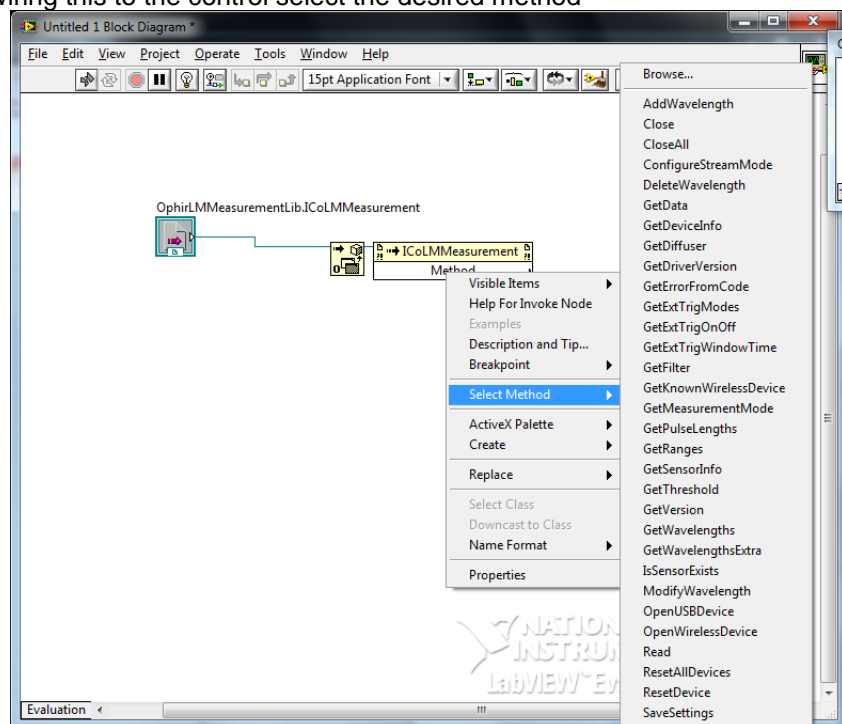 wiring this to the control select the desired method
Untitled 1 Block Diagram *
File Edit View Project Operate Tools Window Help
15pt Application Font
OphirLMMeasurementLib.ICoLMMeasurement
ICoLMMeasurement
Method
Visible Items
Help For Invoke Node
Examples
Description and Tip...
Breakpoint
Select Method
ActiveX Palette
Create
Replace
Select Class
Downcast to Class
Name Format
Properties
Browse...
AddWavelength
Close
CloseAll
ConfigureStreamMode
DeleteWavelength
GetData
GetDeviceInfo
GetDiffuser
GetDriverVersion
GetErrorFromCode
GetExtTrigModes
GetExtTrigOnOff
GetExtTrigWindowTime
GetFilter
GetKnownWirelessDevice
GetMeasurementMode
GetPulseLengths
GetRanges
GetSensorInfo
GetThreshold
GetVersion
GetWavelengths
GetWavelengthsExtra
IsSensorExists
ModifyWavelength
OpenUSBDevice
OpenWirelessDevice
Read
ResetAllDevices
ResetDevice
SaveSettings
NATION
INSTRUM
LabVIEW™ Ev
Evaluation